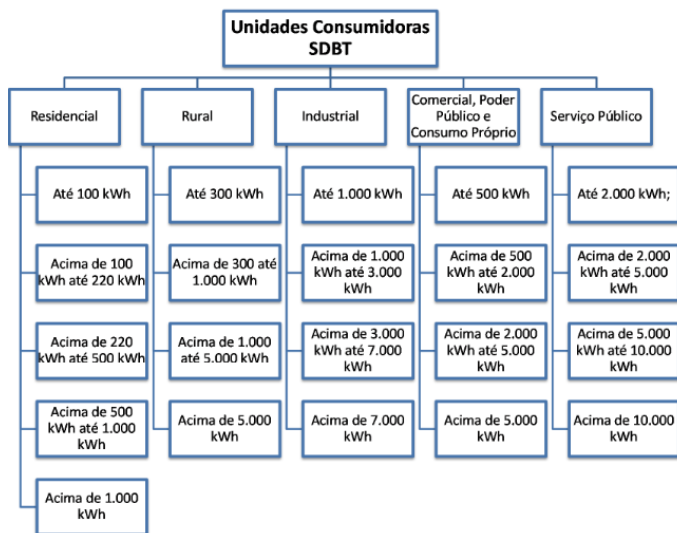 Unidades Consumidoras
SDBT
Residencial
Rural
Industrial
Comercial, Poder
Público e
Consumo Próprio
Serviço Público
Até 100 kWh
Acima de 100
kWh até 220 kWh
Acima de 220
kWh até 500 kWh
Acima de 500
kWh até 1.000
kWh
Acima de 1.000
kWh
Até 300 kWh
Acima de 300 até
1.000 kWh
Acima de 1.000
até 5.000 kWh
Acima de 5.000
kWh
Até 1.000 kWh
Acima de 1.000
kWh até 3.000
kWh
Acima de 3.000
kWh até 7.000
kWh
Acima de 7.000
kWh
Até 500 kWh
Acima de 500
kWh até 2.000
kWh
Acima de 2.000
kWh até 5.000
kWh
Acima de 5.000
kWh
Até 2.000 kWh;
Acima de 2.000
kWh até 5.000
kWh
Acima de 5.000
kWh até 10.000
kWh
Acima de 10.000
kWh